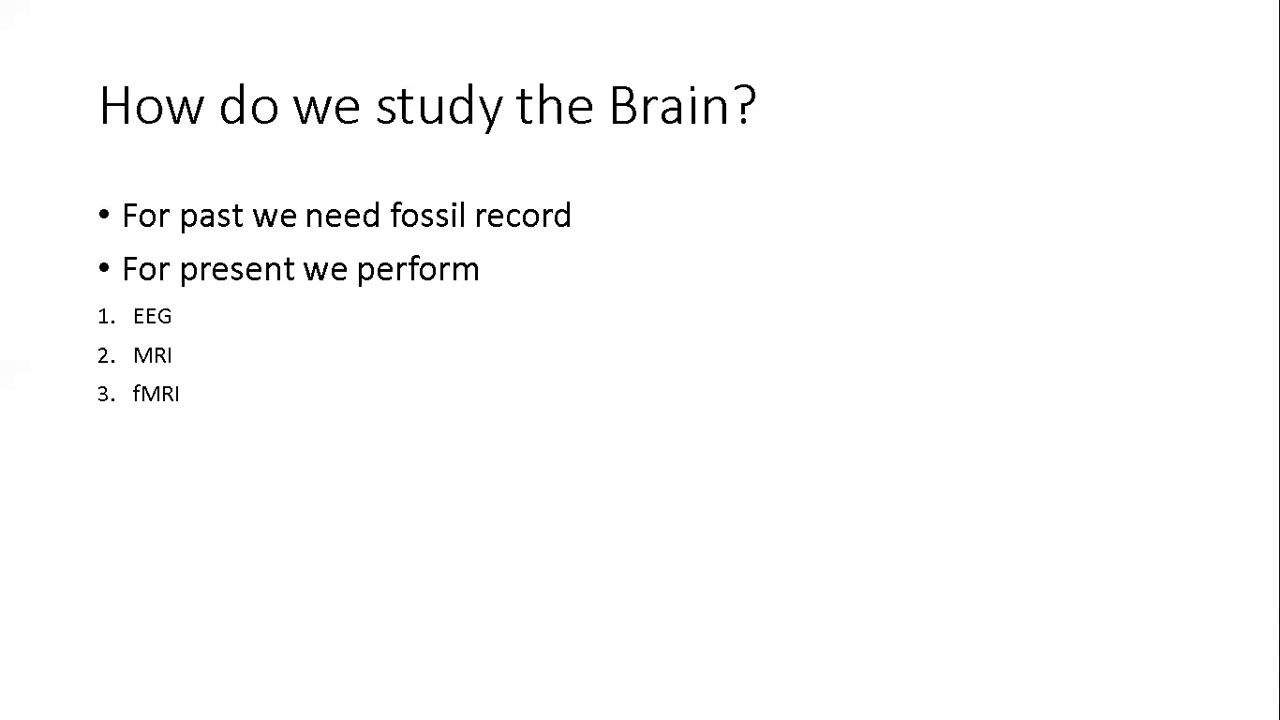 How do we study the Brain?
• For past we need fossil record
• For present we perform
1. EEG
2. MRI
3. fMRI